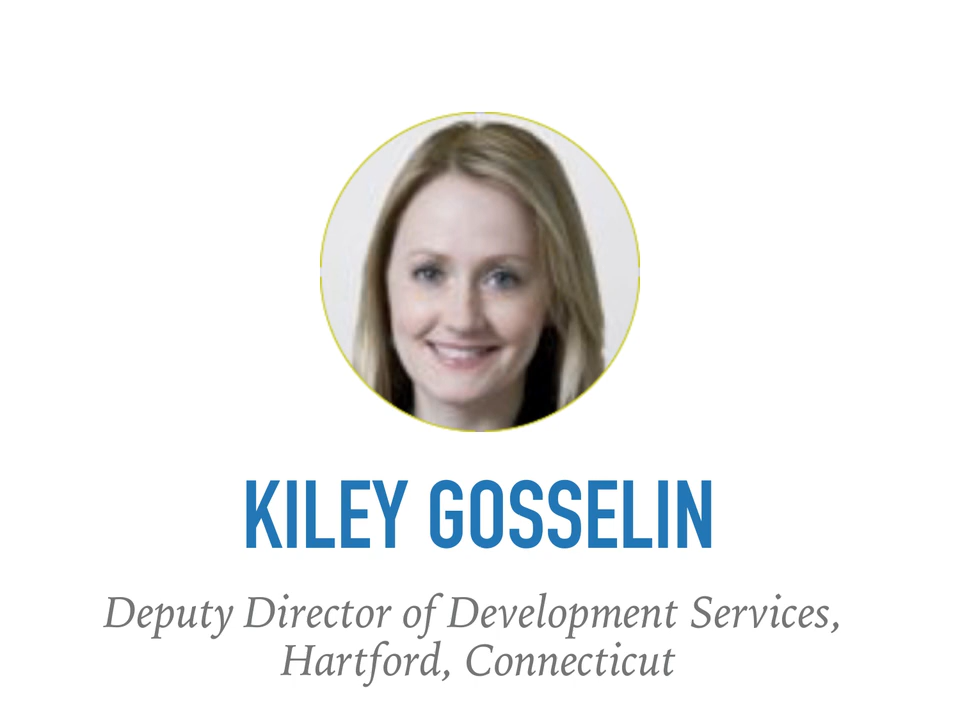 KILEY GOSSELIN
Deputy Director of Development Services,
Hartford, Connecticut